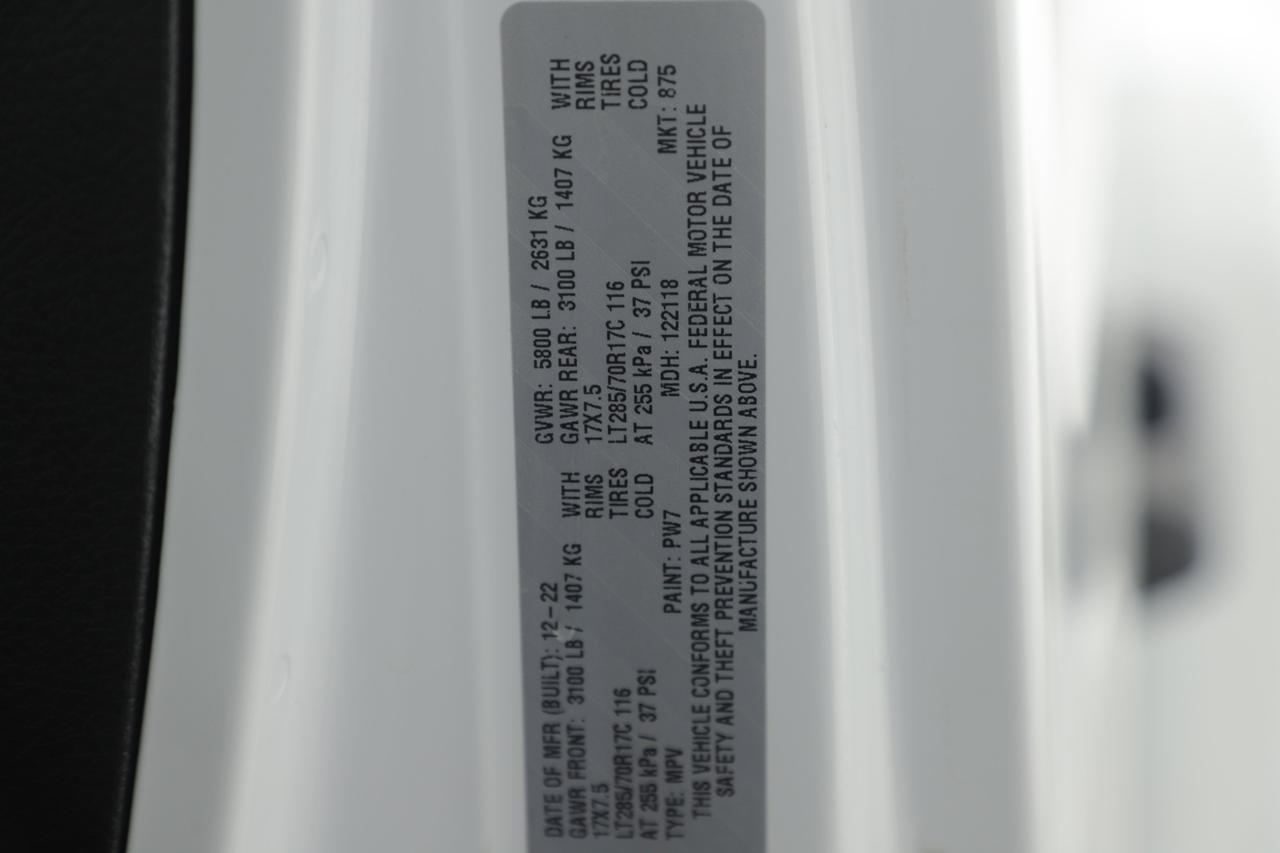 DATE OF MFR (BUILT): 12-22 GVWR: 5800 LB / 2631 KG
GAWR FRONT: 3100 LB / 1407 KG WITH GAWR REAR: 3100 LB / 1407 KG WITH
17X7.5 RIMS 17X7.5 RIMS
LT285/70R17C 116 TIRES LT285/70R17C 116 TIRES
AT 255 kPa / 37 PSI COLD AT 255 kPa / 37 PSI COLD
TYPE: MPV PAINT: PW7 MDH: 122118 MKT: 875
THIS VEHICLE CONFORMS TO ALL APPLICABLE U.S.A. FEDERAL MOTOR VEHICLE
SAFETY AND THEFT PREVENTION STANDARDS IN EFFECT ON THE DATE OF
MANUFACTURE SHOWN ABOVE.